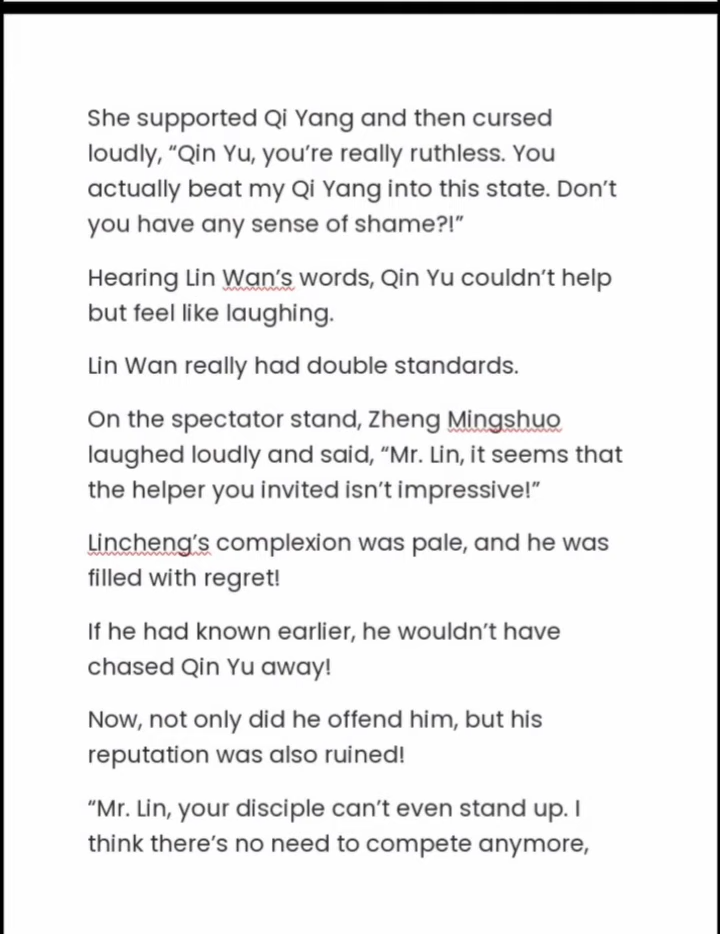 She supported Qi Yang and then cursed
loudly, “Qin Yu, you’re really ruthless. You
actually beat my Qi Yang into this state. Don’t
you have any sense of shame?!”
Hearing Lin Wan’s words, Qin Yu couldn’t help
but feel like laughing.
Lin Wan really had double standards.
On the spectator stand, Zheng Mingshuo
laughed loudly and said, “Mr. Lin, it seems that
the helper you invited isn’t impressive!”
Lincheng’s complexion was pale, and he was
filled with regret!
If he had known earlier, he wouldn’t have
chased Qin Yu away!
Now, not only did he offend him, but his
reputation was also ruined!
“Mr. Lin, your disciple can’t even stand up. I
think there’s no need to compete anymore,